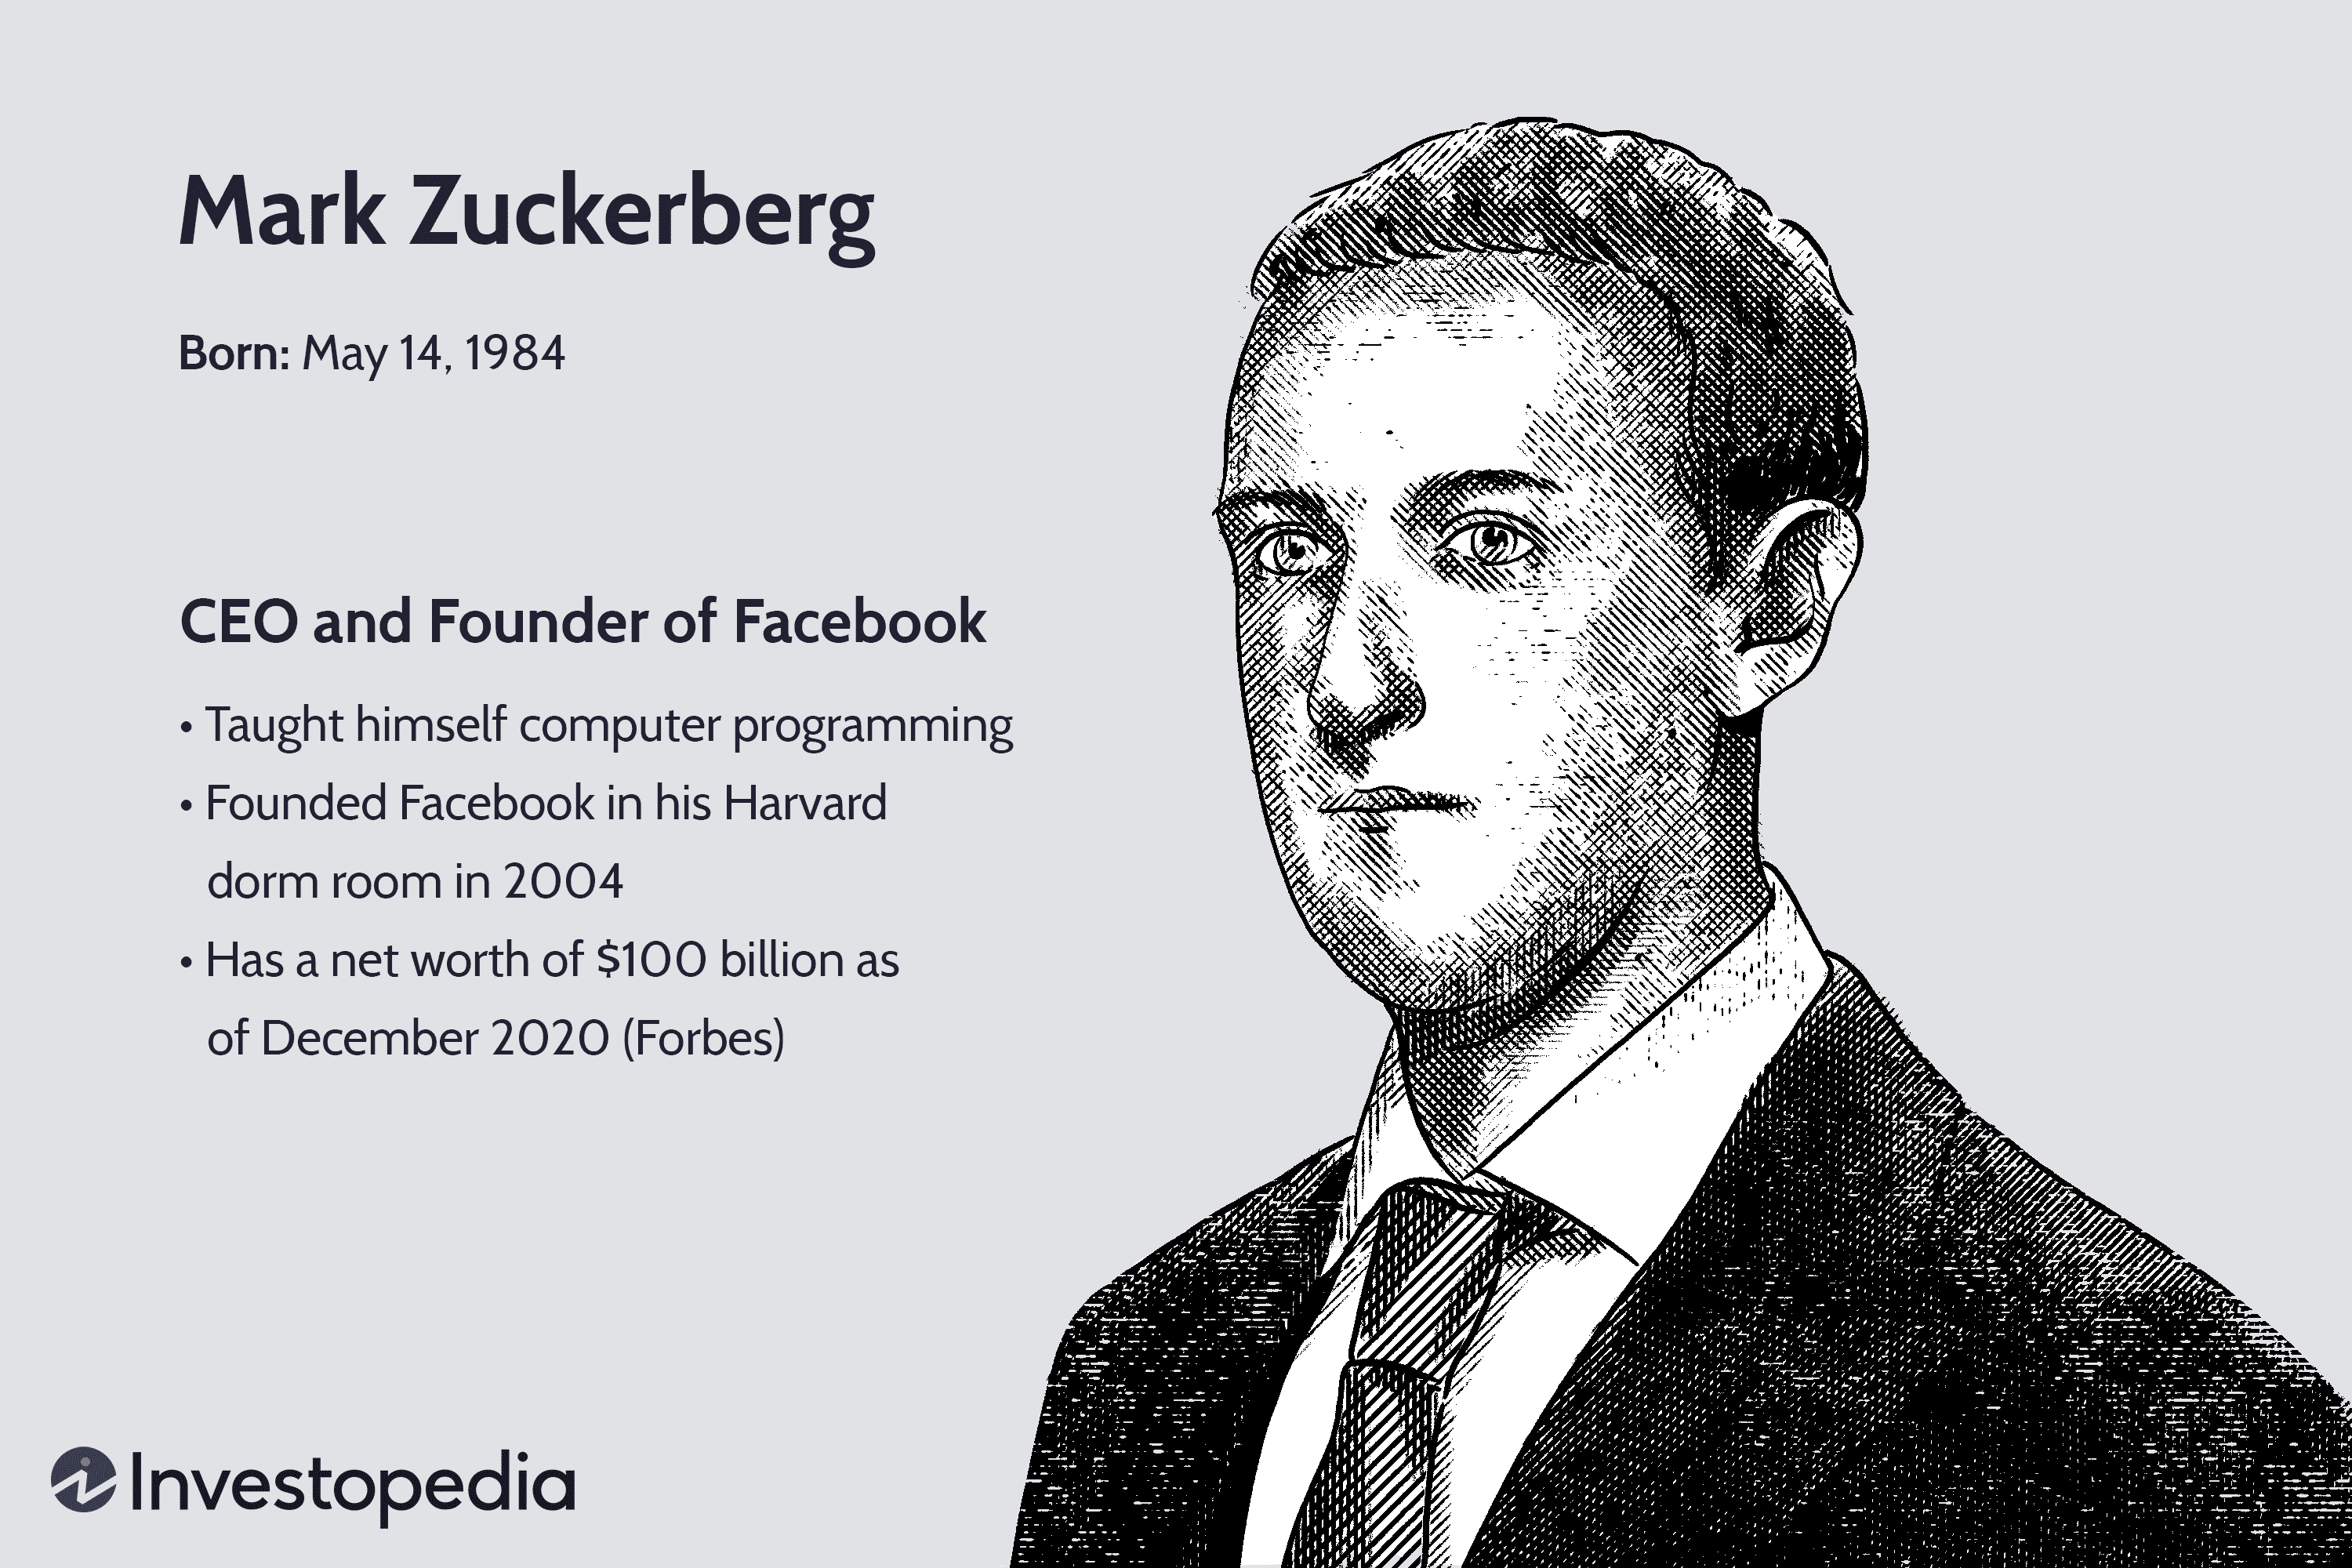 Mark Zuckerberg
Born: May 14, 1984
CEO and Founder of Facebook
• Taught himself computer programming
• Founded Facebook in his Harvard
dorm room in 2004
• Has a net worth of $100 billion as
of December 2020 (Forbes)
Investopedia